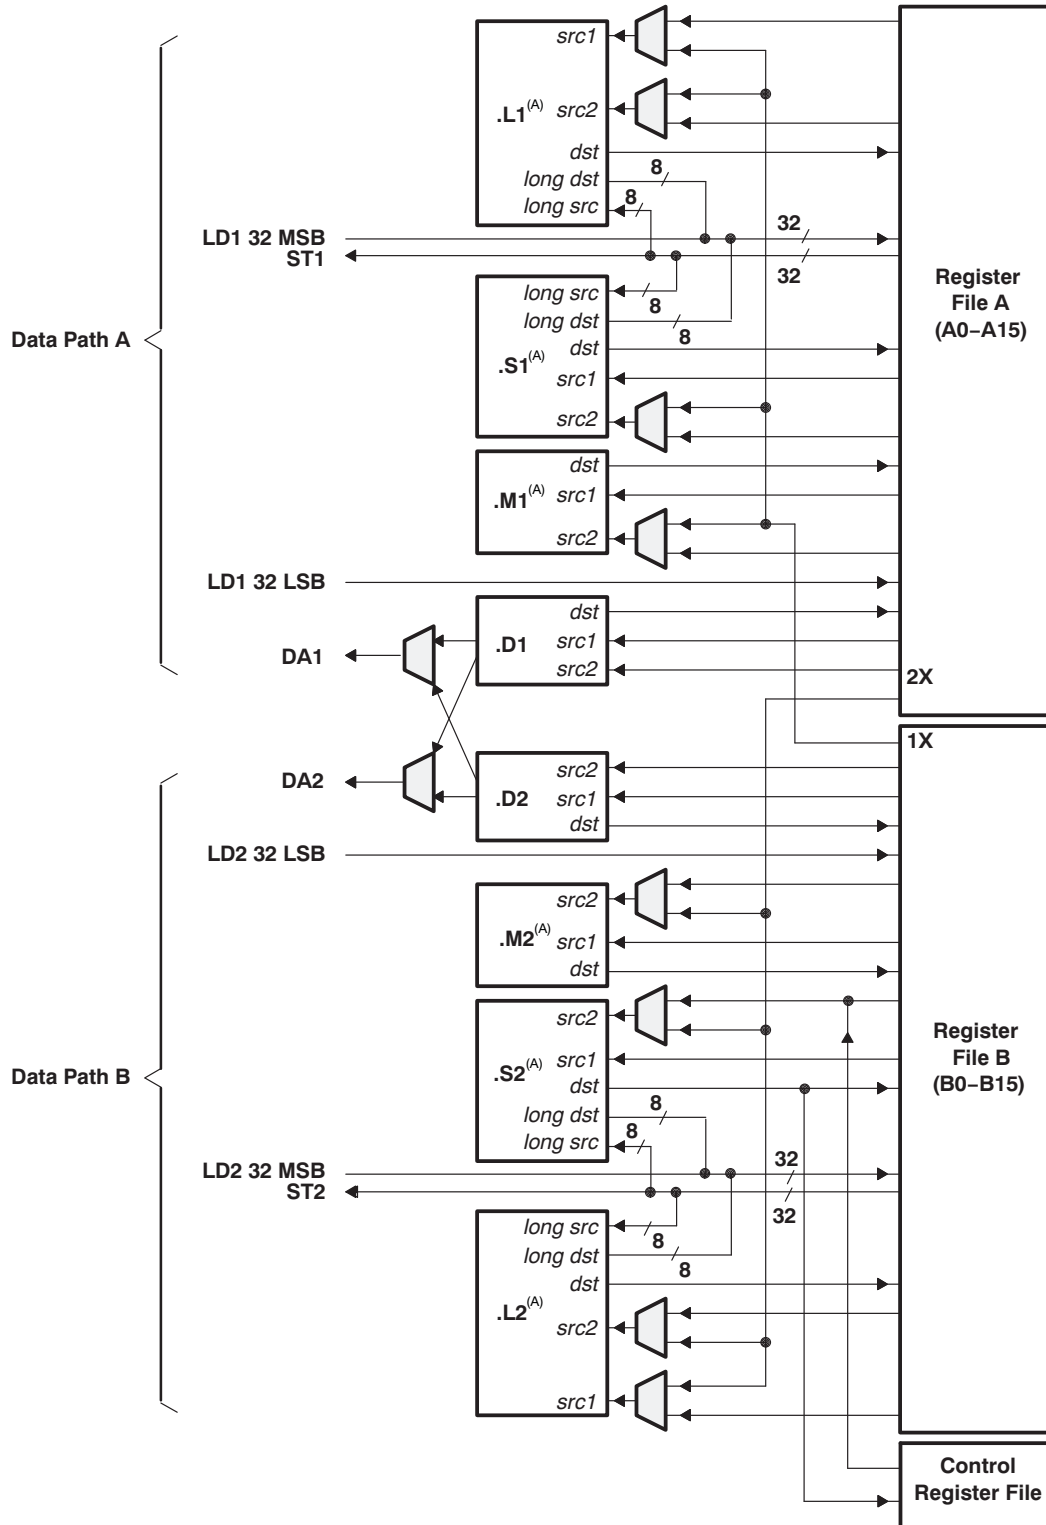 src1
.L1(A)
src2
dst
8
long dst
8
long src
LD1 32 MSB
32
ST1
32
Register
File A
(A0–A15)
long src
8
long dst
8
Data Path A
dst
.S1(A)
src1
src2
dst
.M1(A)
src1
src2
LD1 32 LSB
dst
.D1
src1
DA1
src2
2X
1X
DA2
src2
.D2
src1
dst
LD2 32 LSB
src2
.M2(A)
src1
dst
src2
Register
File B
(B0–B15)
src1
.S2(A)
Data Path B
dst
8
long dst
8
long src
LD2 32 MSB
32
ST2
32
long src
8
long dst
8
dst
.L2(A)
src2
src1
Control
Register File